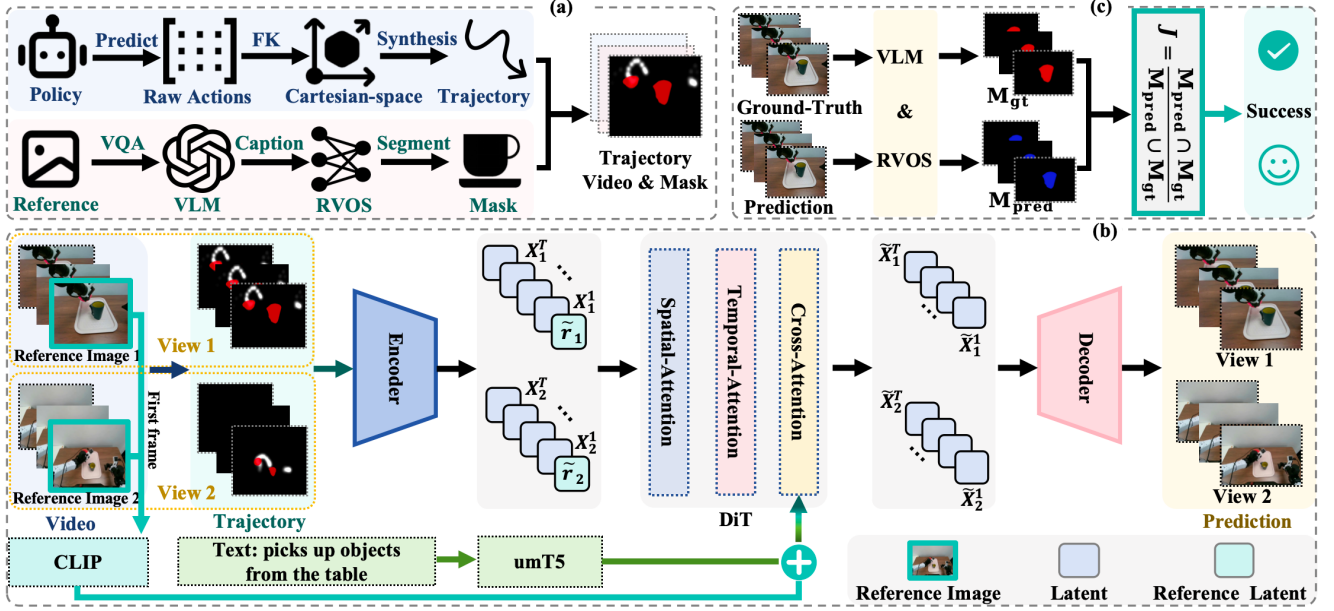 (a)
Predict
FK
Synthesis
Policy
Raw Actions
Cartesian-space
Trajectory
VQA
Caption
Segment
Reference
VLM
RVOS
Mask
Trajectory
Video & Mask
(c)
Ground-Truth
Prediction
VLM
&
RVOS
M_gt
M_pred
J = M_pred ∩ M_gt / M_pred ∪ M_gt
Success
(b)
Reference Image 1
View 1
First frame
Reference Image 2
View 2
Video
Trajectory
Encoder
X_1^T
X_1^1
r̃_1
X_2^T
X_2^1
r̃_2
Spatial-Attention
Temporal-Attention
Cross-Attention
DiT
X̃_1^T
X̃_1^1
X̃_2^T
X̃_2^1
Decoder
View 1
View 2
Prediction
CLIP
Text: picks up objects
from the table
umT5
Reference Image
Latent
Reference Latent